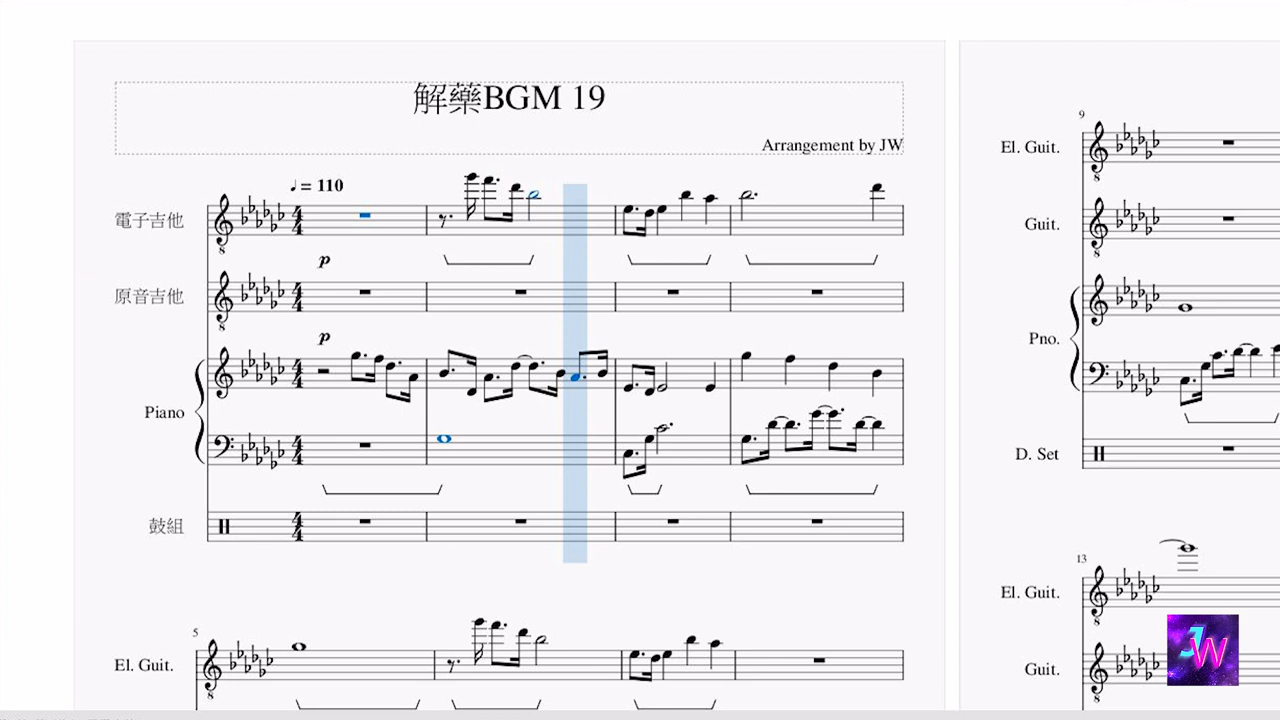 解藥BGM 19
Arrangement by JW
♩ = 110
電子吉他
p
原音吉他
p
Piano
鼓組
5
El. Guit.
9
El. Guit.
Guit.
Pno.
D. Set
13
El. Guit.
Guit.
JW